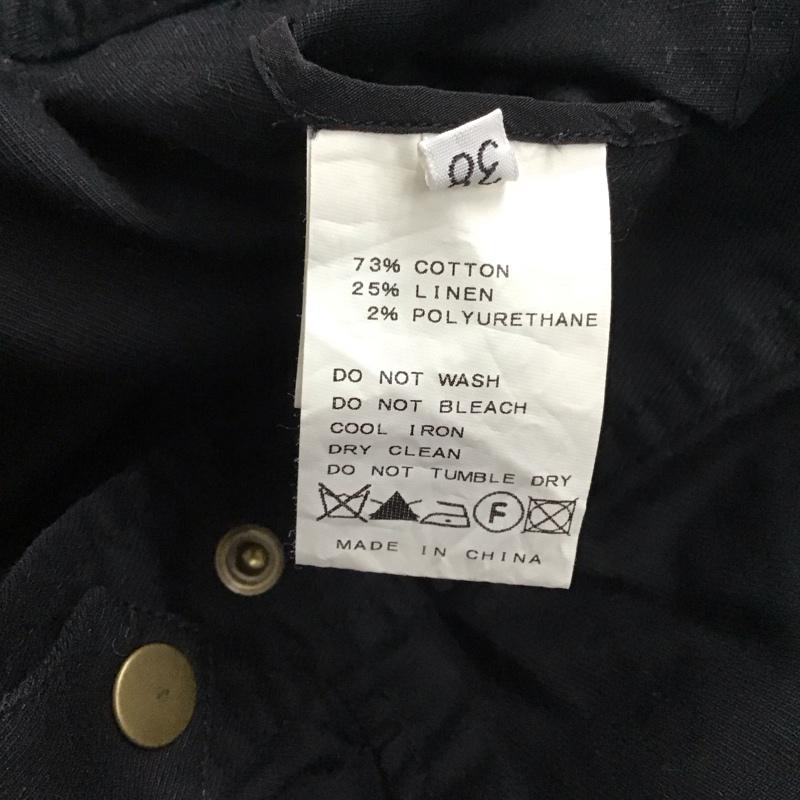 73% COTTON
25% LINEN
2% POLYURETHANE
DO NOT WASH
DO NOT BLEACH
COOL IRON
DRY CLEAN
DO NOT TUMBLE DRY
F
MADE IN CHINA